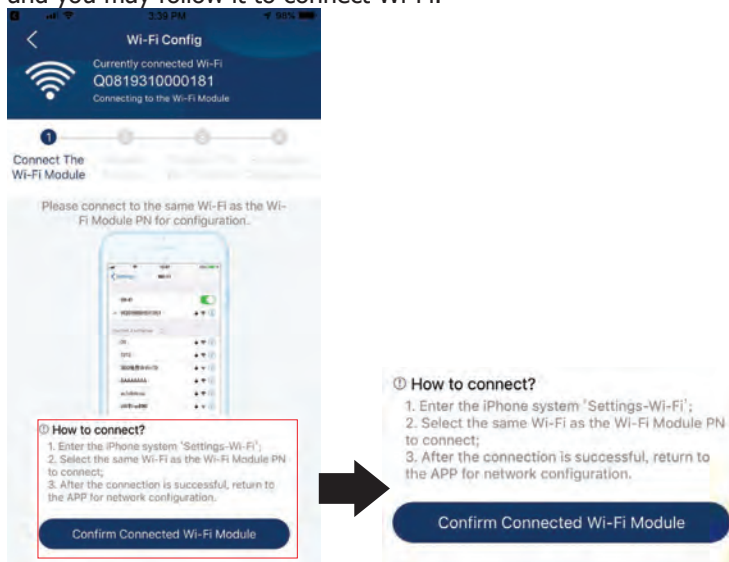 and you may follow it to connect Wi-Fi.
3:39 PM
98%
Wi-Fi Config
Currently connected Wi-Fi
Q0819310000181
Connecting to the Wi-Fi Module
1
Connect The
Wi-Fi Module
Please connect to the same Wi-Fi as the Wi-
Fi Module PN for configuration.
How to connect?
1. Enter the iPhone system 'Settings-Wi-Fi';
2. Select the same Wi-Fi as the Wi-Fi Module PN
to connect;
3. After the connection is successful, return to
the APP for network configuration.
Confirm Connected Wi-Fi Module
How to connect?
1. Enter the iPhone system 'Settings-Wi-Fi';
2. Select the same Wi-Fi as the Wi-Fi Module PN
to connect;
3. After the connection is successful, return to
the APP for network configuration.
Confirm Connected Wi-Fi Module